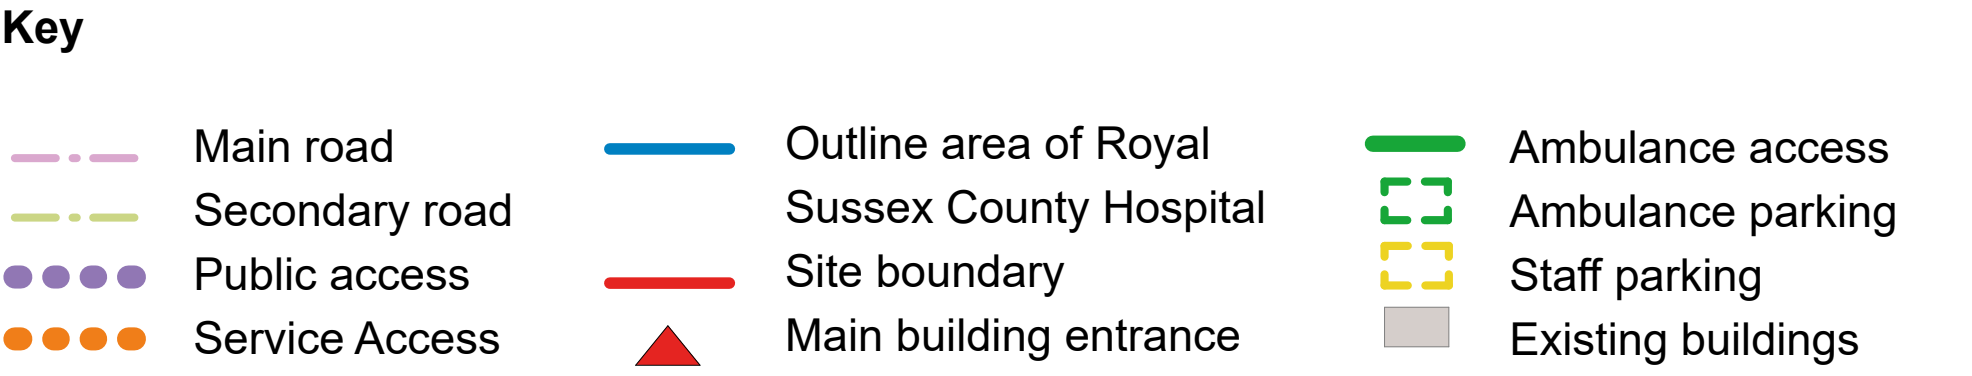 Key
Main road
Secondary road
Public access
Service Access
Outline area of Royal
Sussex County Hospital
Site boundary
Main building entrance
Ambulance access
Ambulance parking
Staff parking
Existing buildings